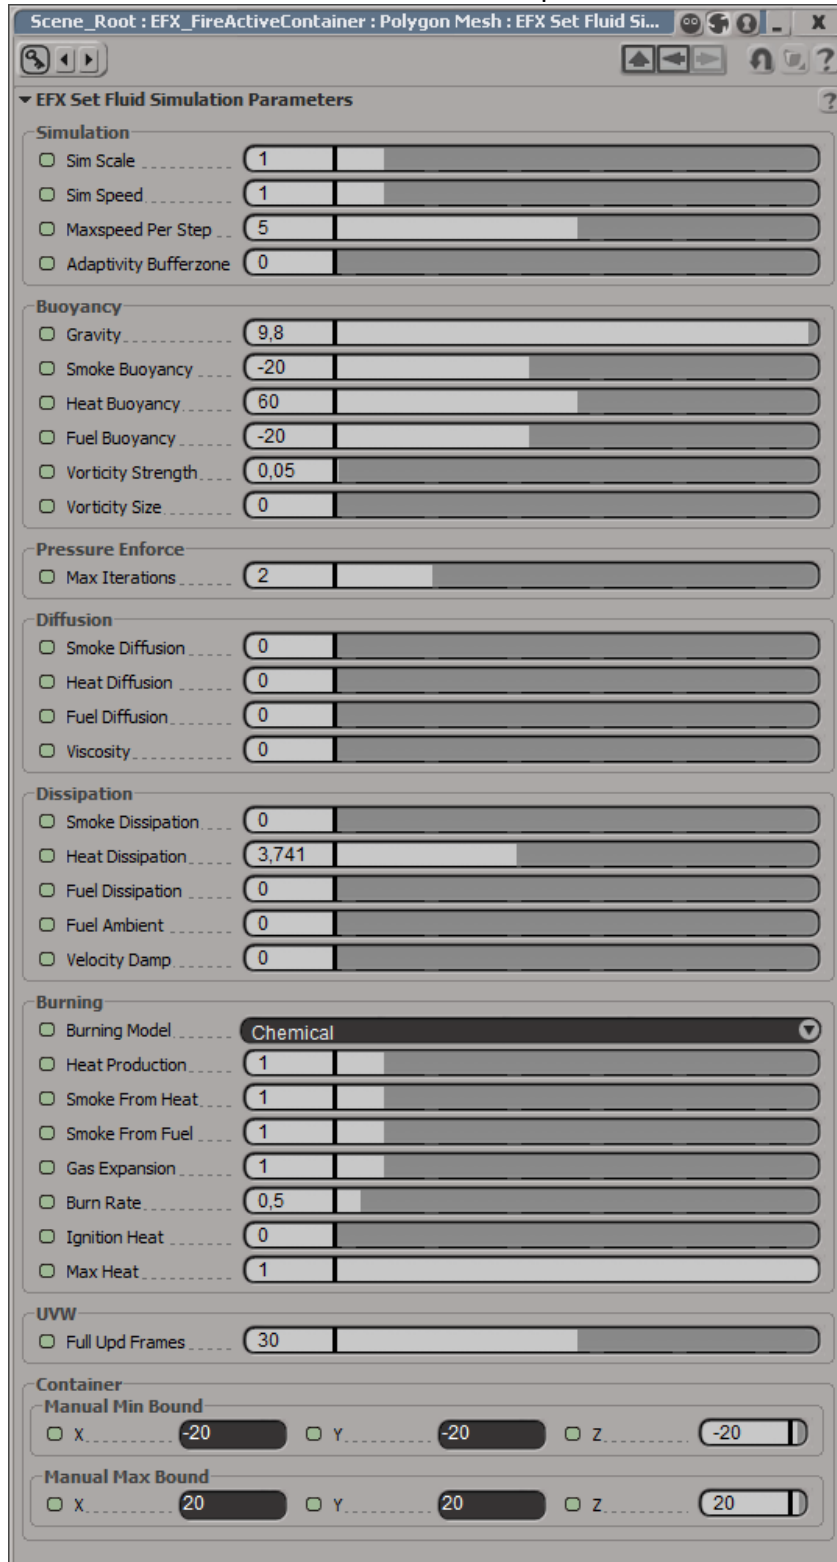 Scene_Root : EFX_FireActiveContainer : Polygon Mesh : EFX Set Fluid Si...
EFX Set Fluid Simulation Parameters
Simulation
Sim Scale 1
Sim Speed 1
Maxspeed Per Step 5
Adaptivity Bufferzone 0
Buoyancy
Gravity 9,8
Smoke Buoyancy -20
Heat Buoyancy 60
Fuel Buoyancy -20
Vorticity Strength 0,05
Vorticity Size 0
Pressure Enforce
Max Iterations 2
Diffusion
Smoke Diffusion 0
Heat Diffusion 0
Fuel Diffusion 0
Viscosity 0
Dissipation
Smoke Dissipation 0
Heat Dissipation 3,741
Fuel Dissipation 0
Fuel Ambient 0
Velocity Damp 0
Burning
Burning Model Chemical
Heat Production 1
Smoke From Heat 1
Smoke From Fuel 1
Gas Expansion 1
Burn Rate 0,5
Ignition Heat 0
Max Heat 1
UVW
Full Upd Frames 30
Container
Manual Min Bound
X -20 Y -20 Z -20
Manual Max Bound
X 20 Y 20 Z 20